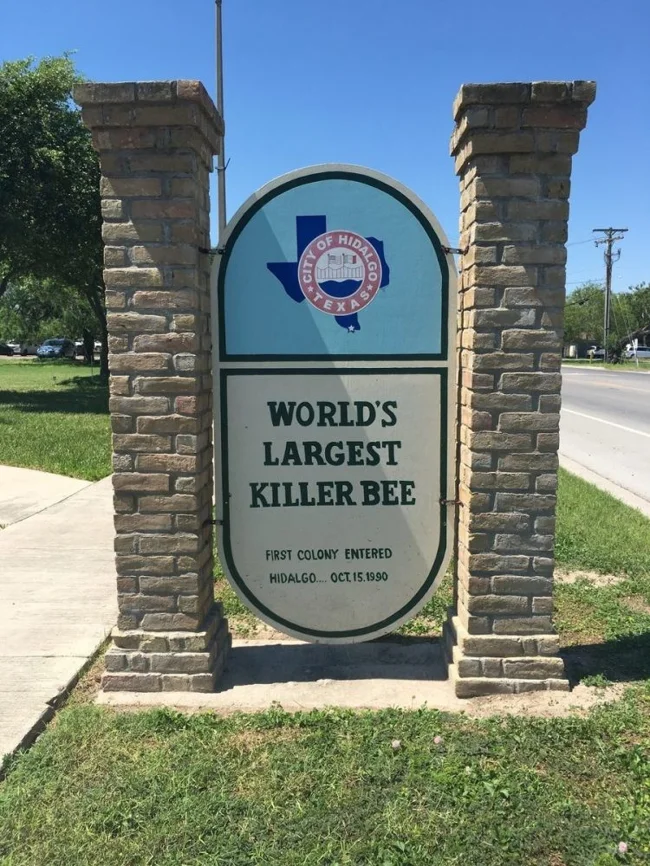 CITY OF HIDALGO
TEXAS
WORLD'S
LARGEST
KILLER BEE
FIRST COLONY ENTERED
HIDALGO.... OCT.15.1990